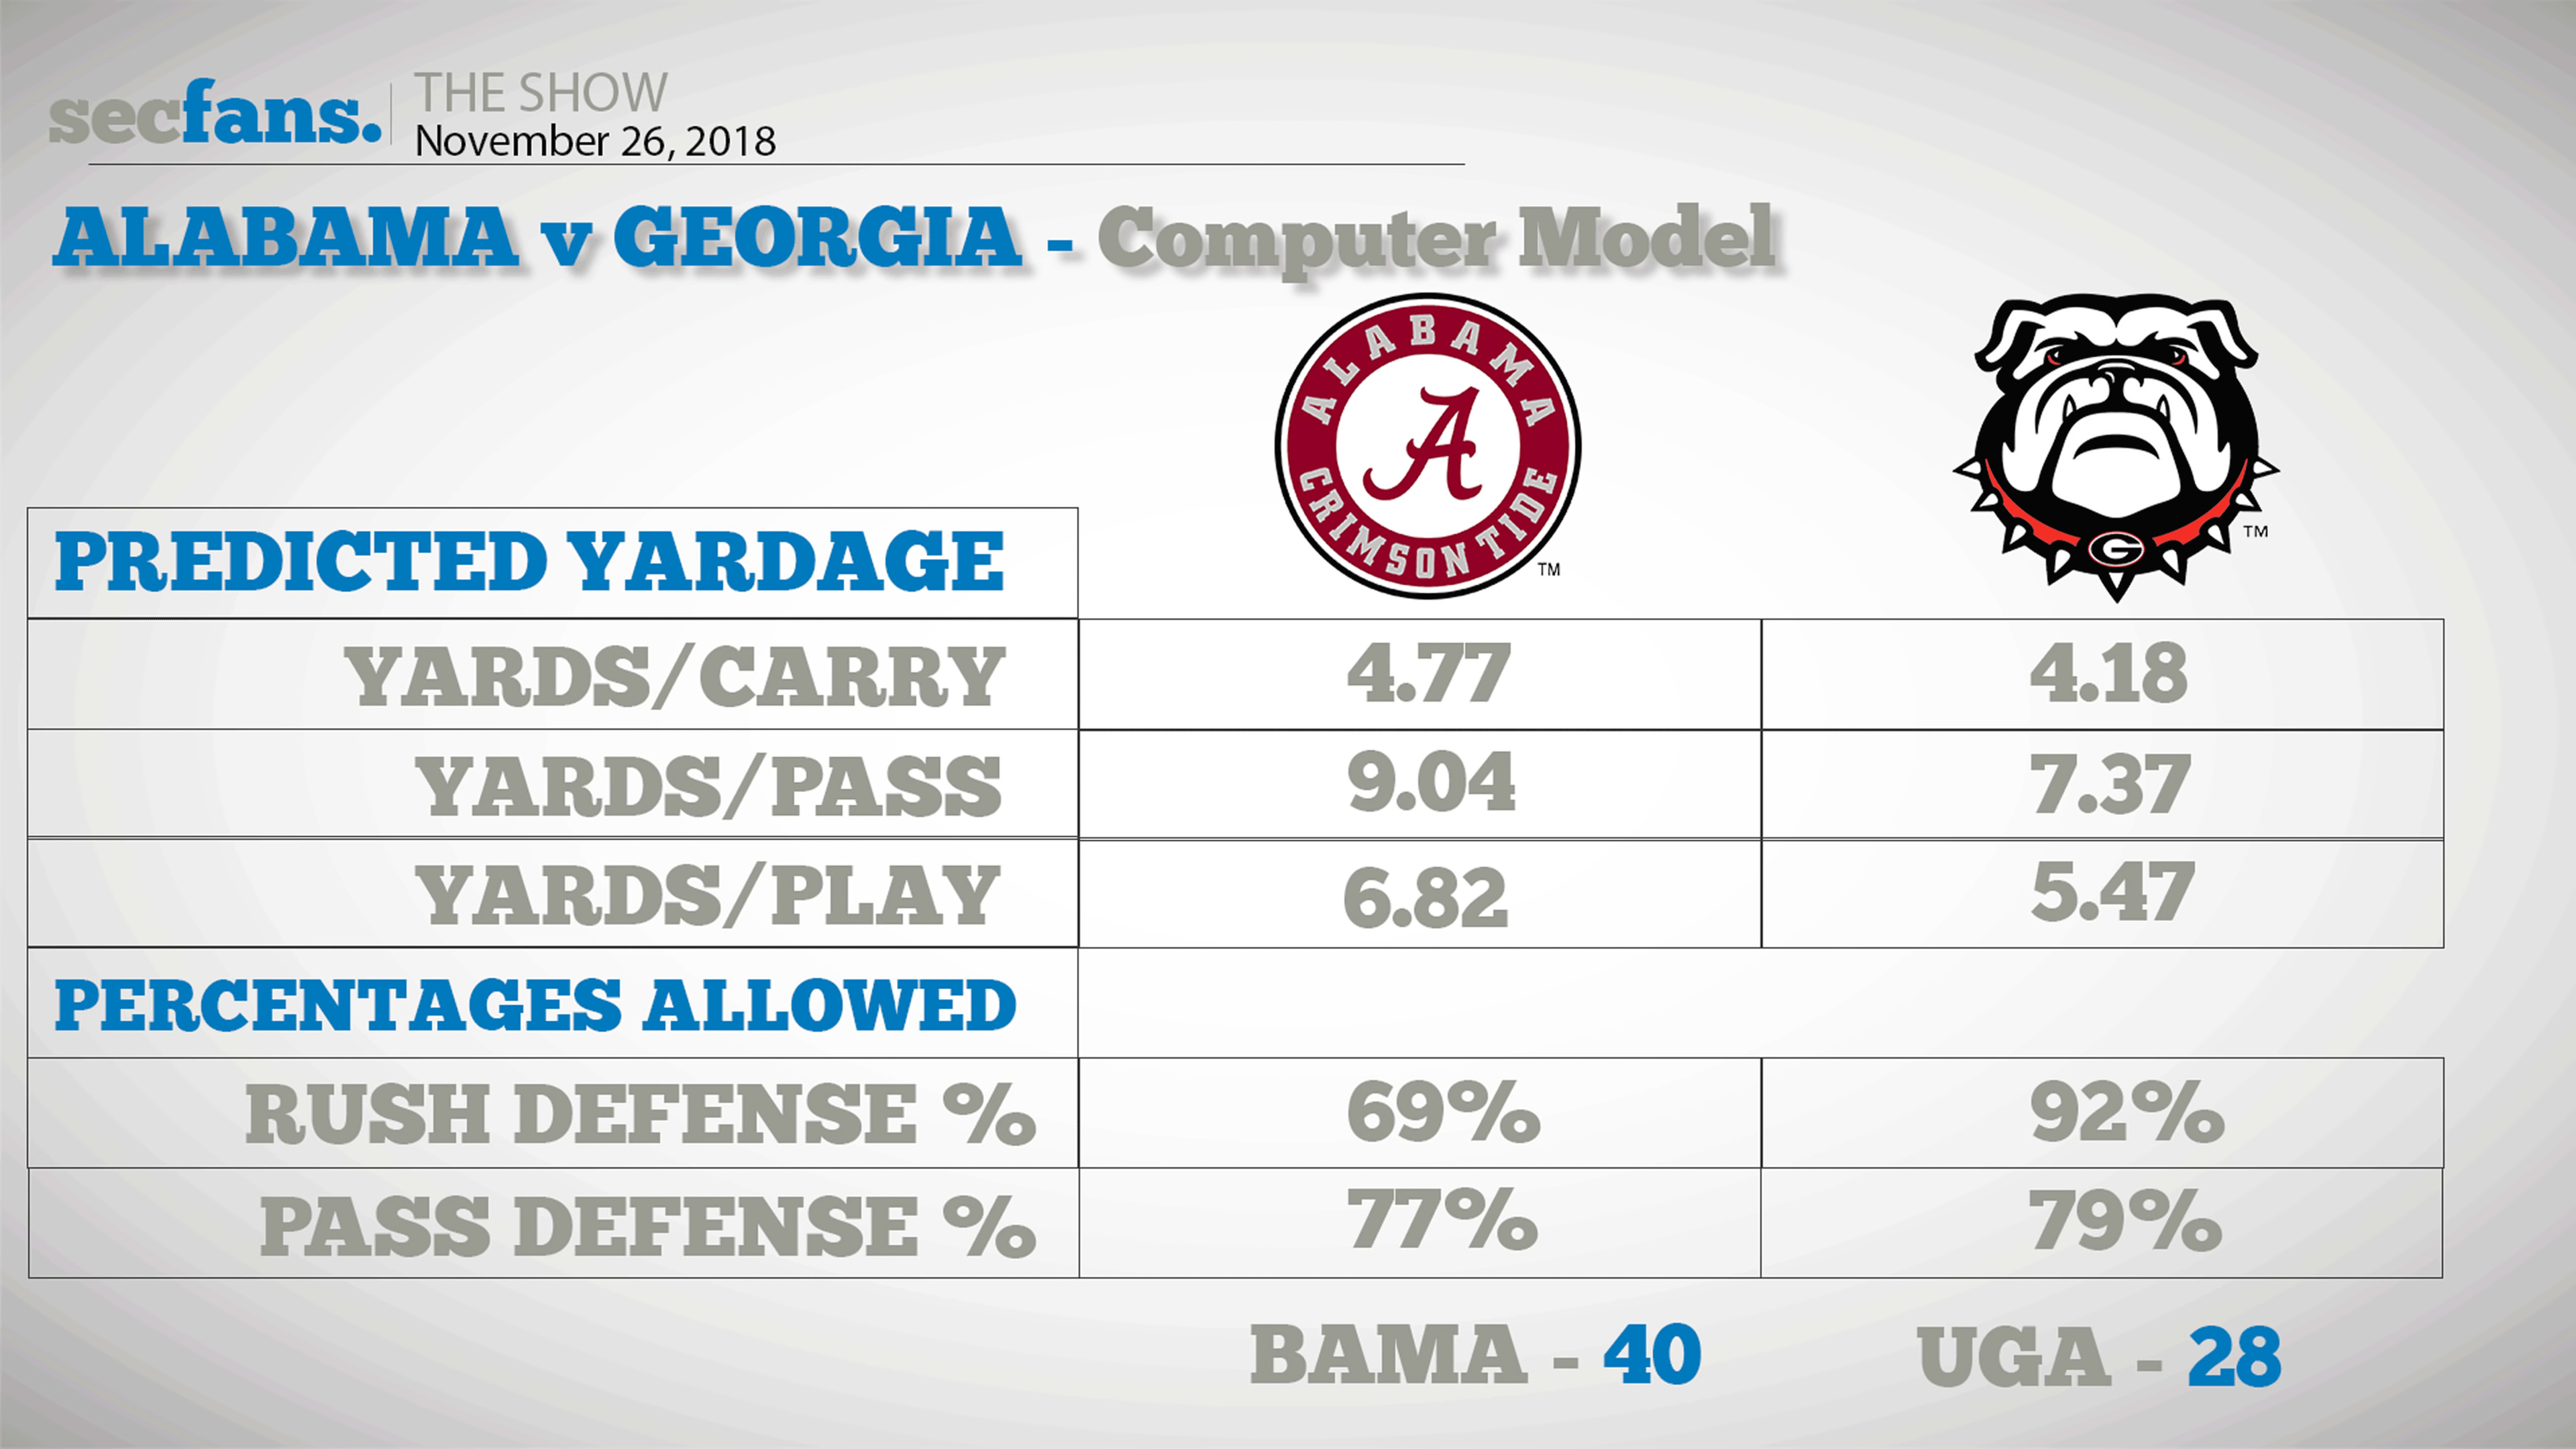 secfans.
THE SHOW
November 26, 2018
ALABAMA v GEORGIA - Computer Model
ALABAMA
A
CRIMSON TIDE
TM
G
TM
PREDICTED YARDAGE
YARDS/CARRY 4.77 4.18
YARDS/PASS 9.04 7.37
YARDS/PLAY 6.82 5.47
PERCENTAGES ALLOWED
RUSH DEFENSE % 69% 92%
PASS DEFENSE % 77% 79%
BAMA - 40 UGA - 28